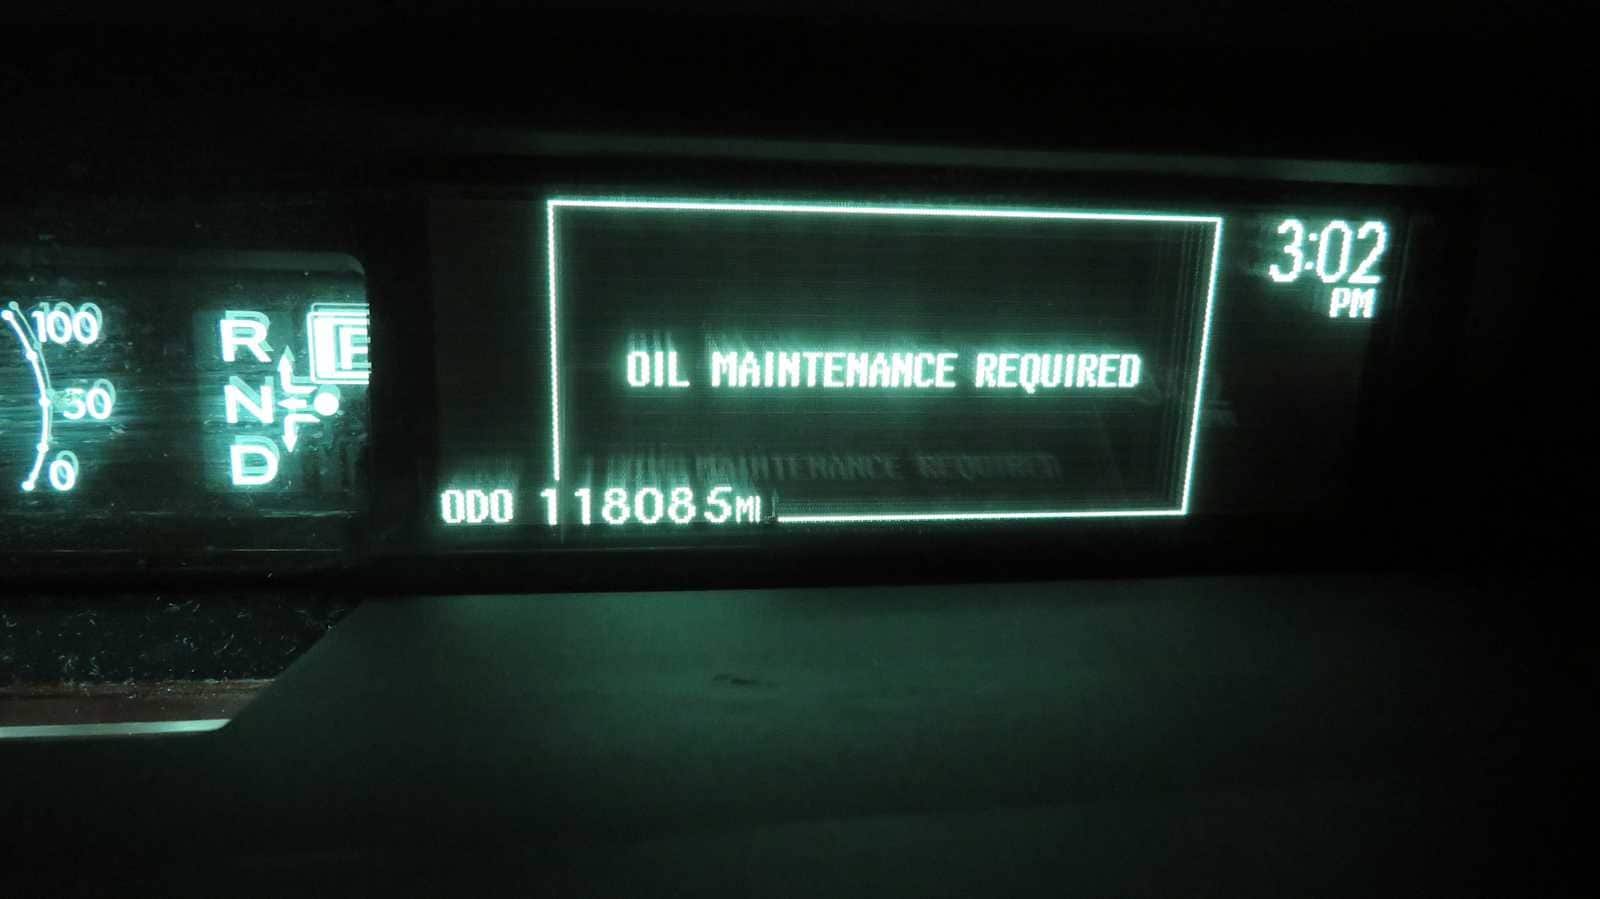 3:02
PM
100
R
50
N
0
D
OIL MAINTENANCE REQUIRED
ODO 118085MI